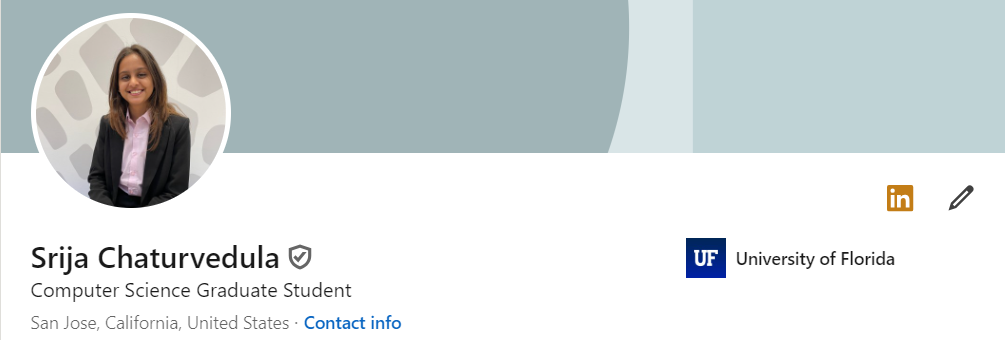 in
Srija Chaturvedula
UF University of Florida
Computer Science Graduate Student
San Jose, California, United States · Contact info